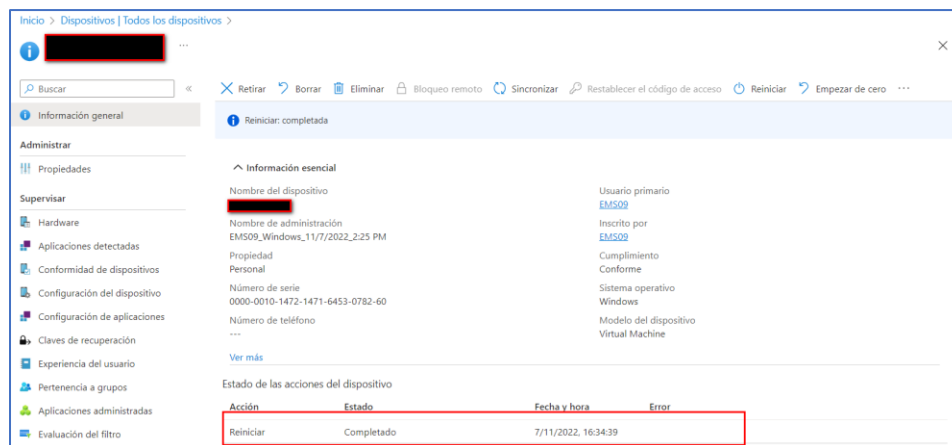 Inicio > Dispositivos | Todos los dispositivos >
...
Buscar
«
Retirar Borrar Eliminar Bloqueo remoto Sincronizar Restablecer el código de acceso Reiniciar Empezar de cero ...
Información general
Reiniciar: completada
Administrar
Propiedades
Supervisar
Hardware
Aplicaciones detectadas
Conformidad de dispositivos
Configuración del dispositivo
Configuración de aplicaciones
Claves de recuperación
Experiencia del usuario
Pertenencia a grupos
Aplicaciones administradas
Evaluación del filtro
Información esencial
Nombre del dispositivo
Nombre de administración
EMS09_Windows_11/7/2022_2:25 PM
Propiedad
Personal
Número de serie
0000-0010-1472-1471-6453-0782-60
Número de teléfono
---
Usuario primario
EMS09
Inscrito por
EMS09
Cumplimiento
Conforme
Sistema operativo
Windows
Modelo del dispositivo
Virtual Machine
Ver más
Estado de las acciones del dispositivo
Acción Estado Fecha y hora Error
Reiniciar Completado 7/11/2022, 16:34:39